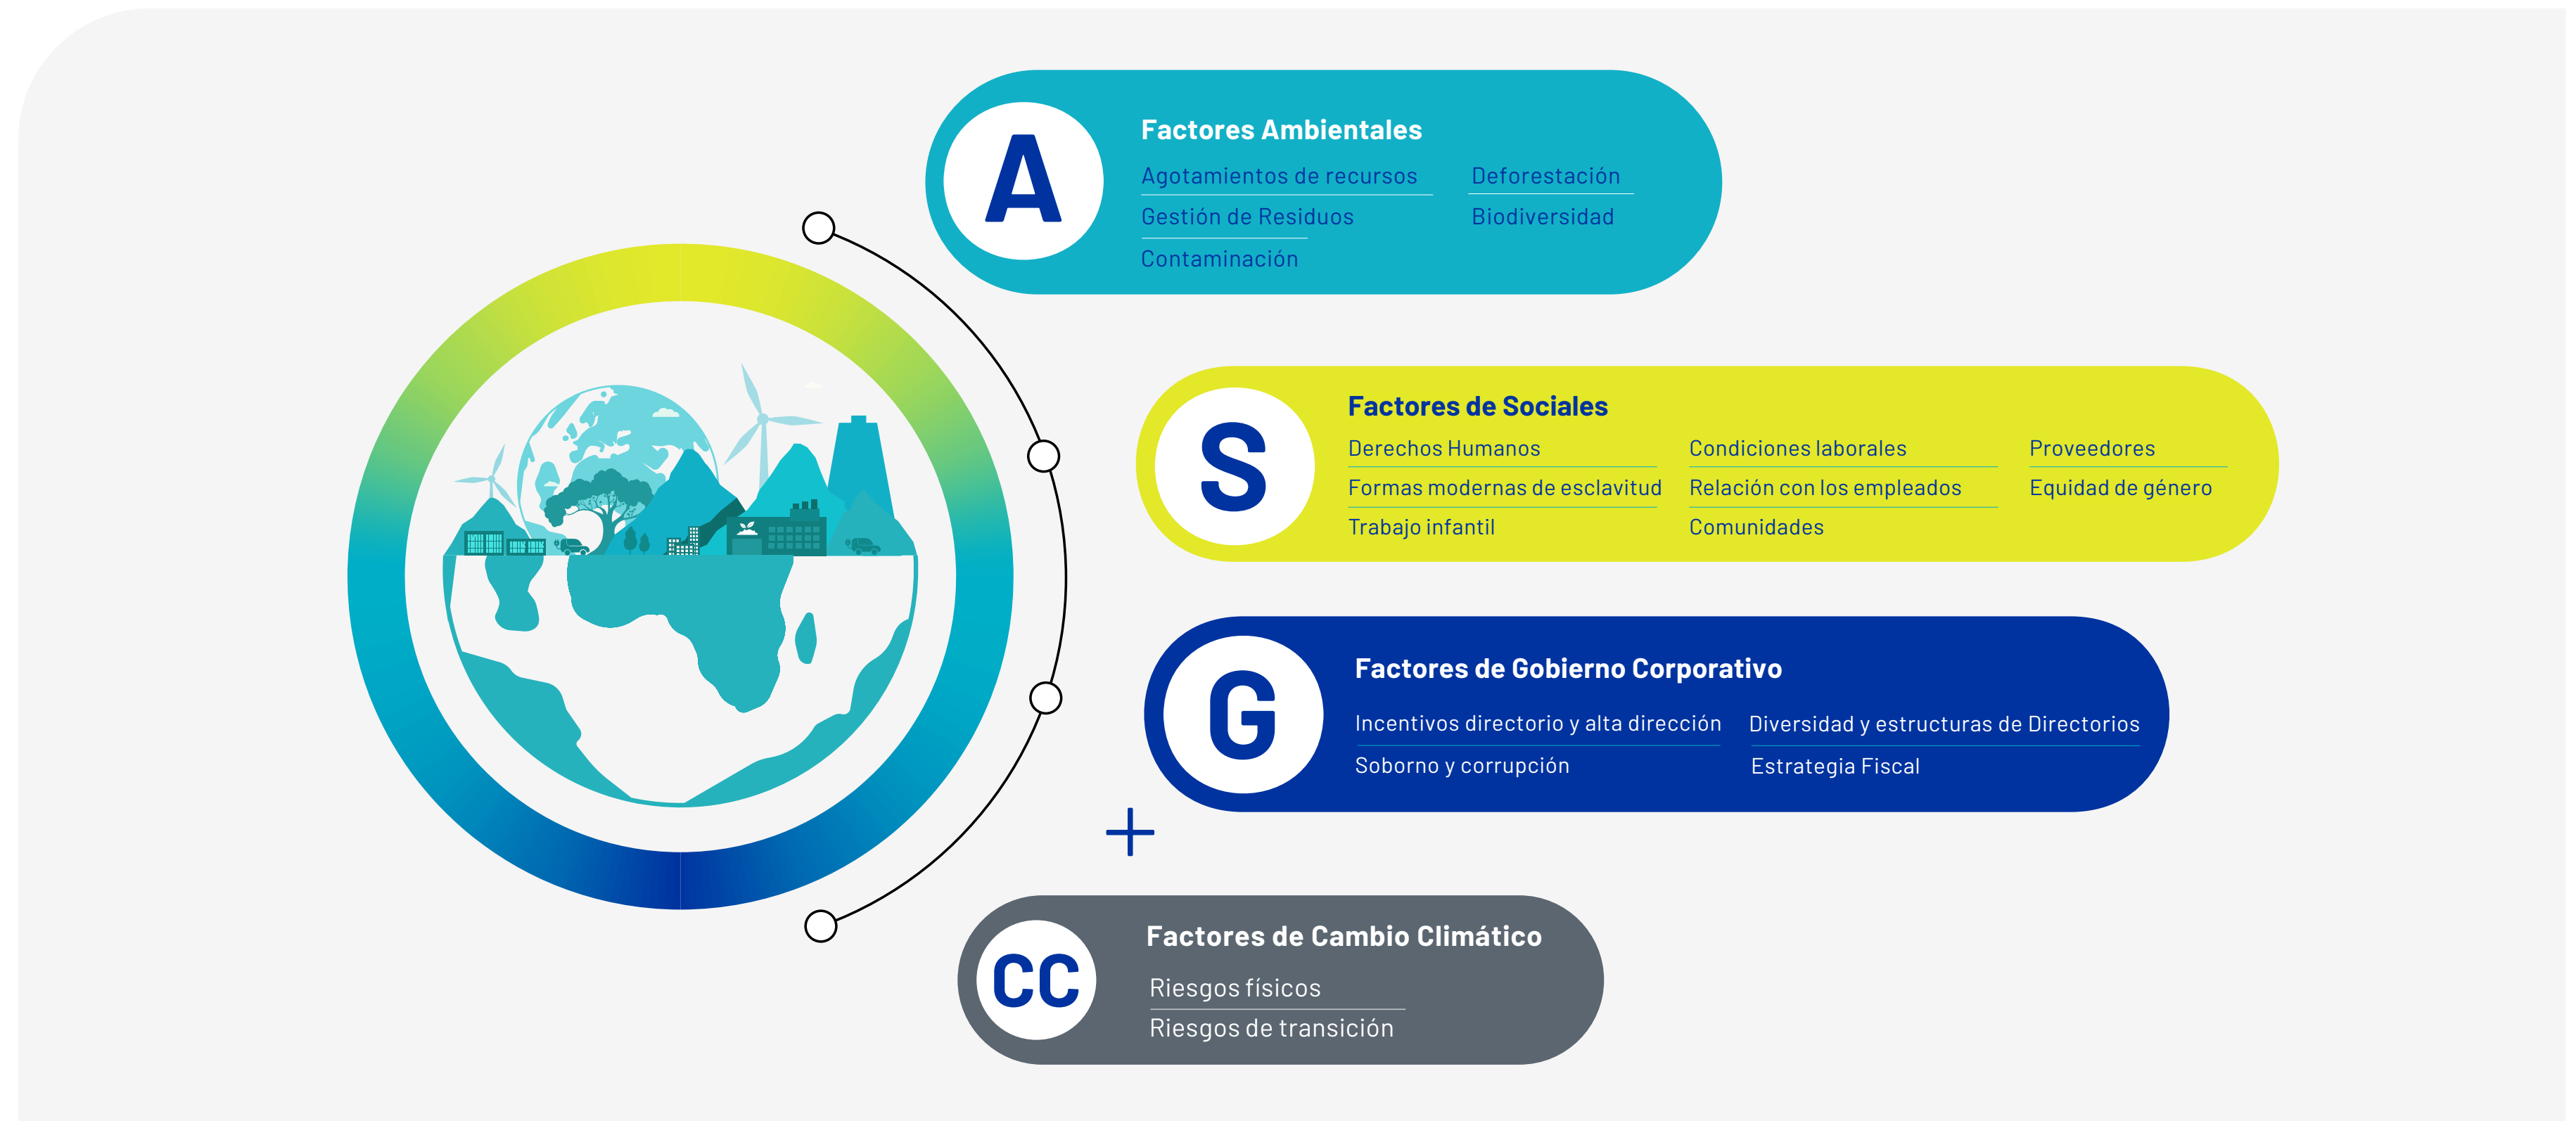 A
Factores Ambientales
Agotamientos de recursos
Gestión de Residuos
Contaminación
Deforestación
Biodiversidad
S
Factores de Sociales
Derechos Humanos
Formas modernas de esclavitud
Trabajo infantil
Condiciones laborales
Relación con los empleados
Comunidades
Proveedores
Equidad de género
G
Factores de Gobierno Corporativo
Incentivos directorio y alta dirección
Soborno y corrupción
Diversidad y estructuras de Directorios
Estrategia Fiscal
+
CC
Factores de Cambio Climático
Riesgos físicos
Riesgos de transición